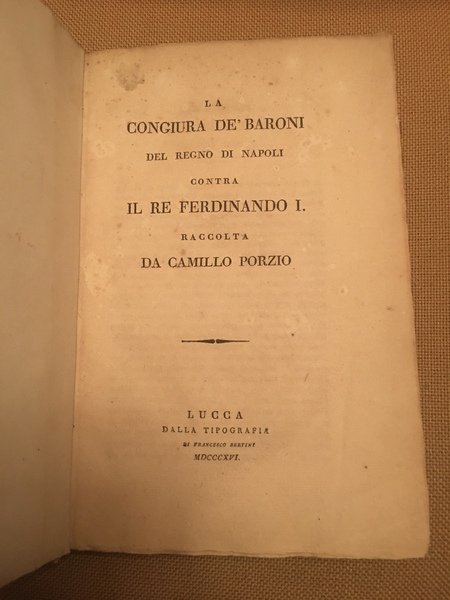 LA
CONGIURA DE' BARONI
DEL REGNO DI NAPOLI
CONTRA
IL RE FERDINANDO I.
RACCOLTA
DA CAMILLO PORZIO
LUCCA
DALLA TIPOGRAFIA
DI FRANCESCO BERTINI
MDCCCXVI.